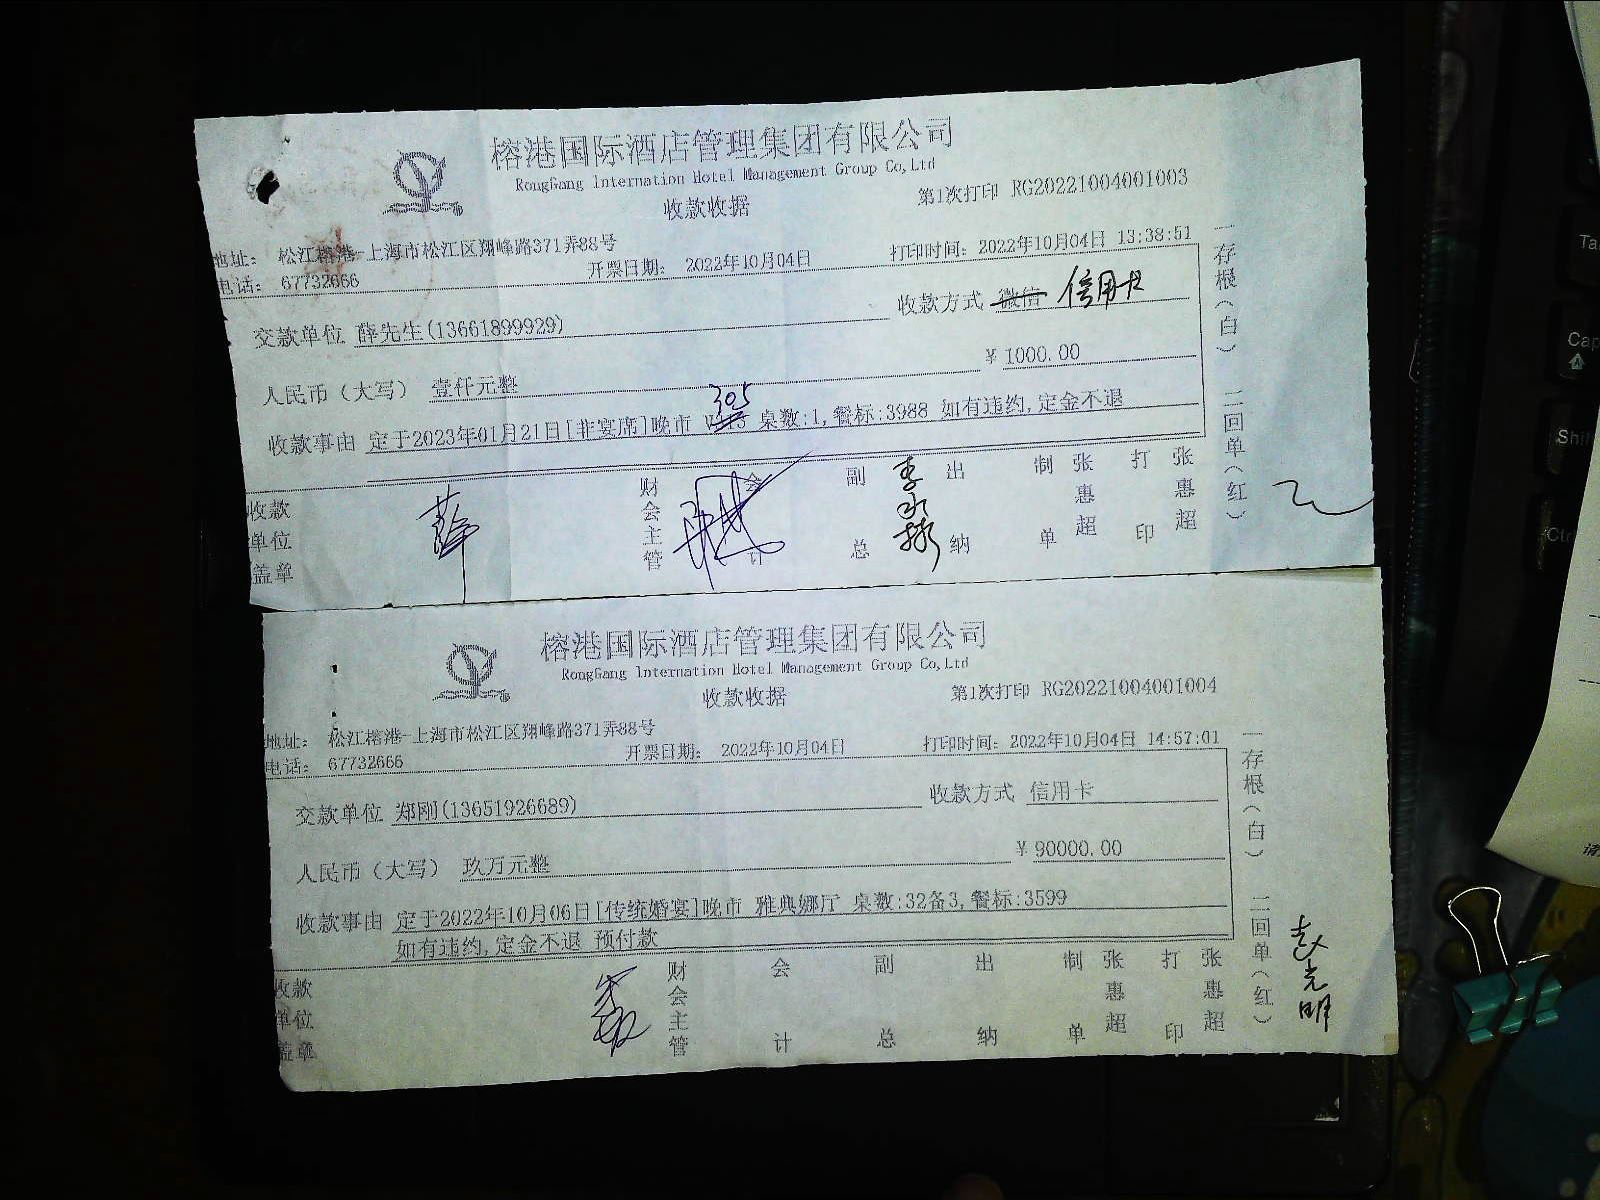 榕港国际酒店管理集团有限公司
RongGang Internation Hotel Management Group Co,Ltd
收款收据
第1次打印 RG20221004001003
地址: 松江榕港-上海市松江区翔峰路371弄88号
电话: 67732666
开票日期: 2022年10月04日
打印时间: 2022年10月04日 13:38:51
交款单位 薛先生(13661899929)
收款方式 微信 信用卡
人民币(大写) 壹仟元整
¥ 1000.00
305
收款事由 定于2023年01月21日[非宴席]晚市 桌数:1,餐标:3988 如有违约,定金不退
收款单位盖章
薛
财会主管
会计
副总
李水捞
出纳
制单
张惠超
打印
张惠超
一存根(白)
二回单(红)
榕港国际酒店管理集团有限公司
RongGang Internation Hotel Management Group Co,Ltd
收款收据
第1次打印 RG20221004001004
地址: 松江榕港-上海市松江区翔峰路371弄88号
电话: 67732666
开票日期: 2022年10月04日
打印时间: 2022年10月04日 14:57:01
交款单位 郑刚(13651926689)
收款方式 信用卡
人民币(大写) 玖万元整
¥ 90000.00
收款事由 定于2022年10月06日[传统婚宴]晚市 雅典娜厅 桌数:32备3,餐标:3599
如有违约,定金不退 预付款
收款单位盖章
财会主管
会计
副总
出纳
制单
张惠超
打印
张惠超
一存根(白)
二回单(红)
赵光明